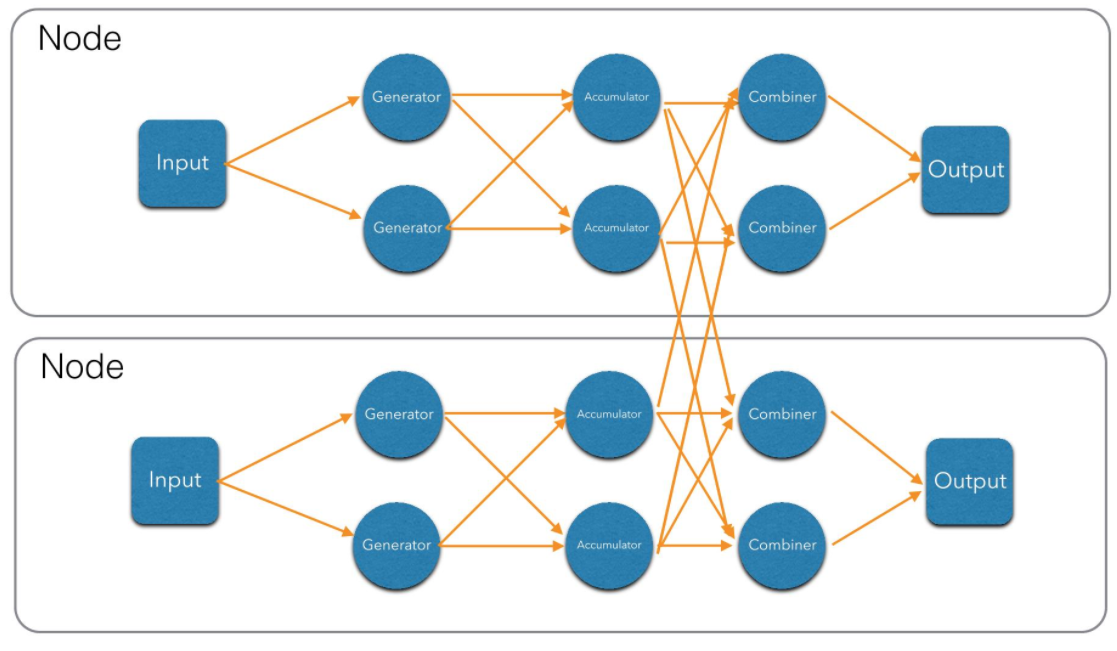 Node
Generator
Accumulator
Combiner
Input
Output
Generator
Accumulator
Combiner
Node
Generator
Accumulator
Combiner
Input
Output
Generator
Accumulator
Combiner